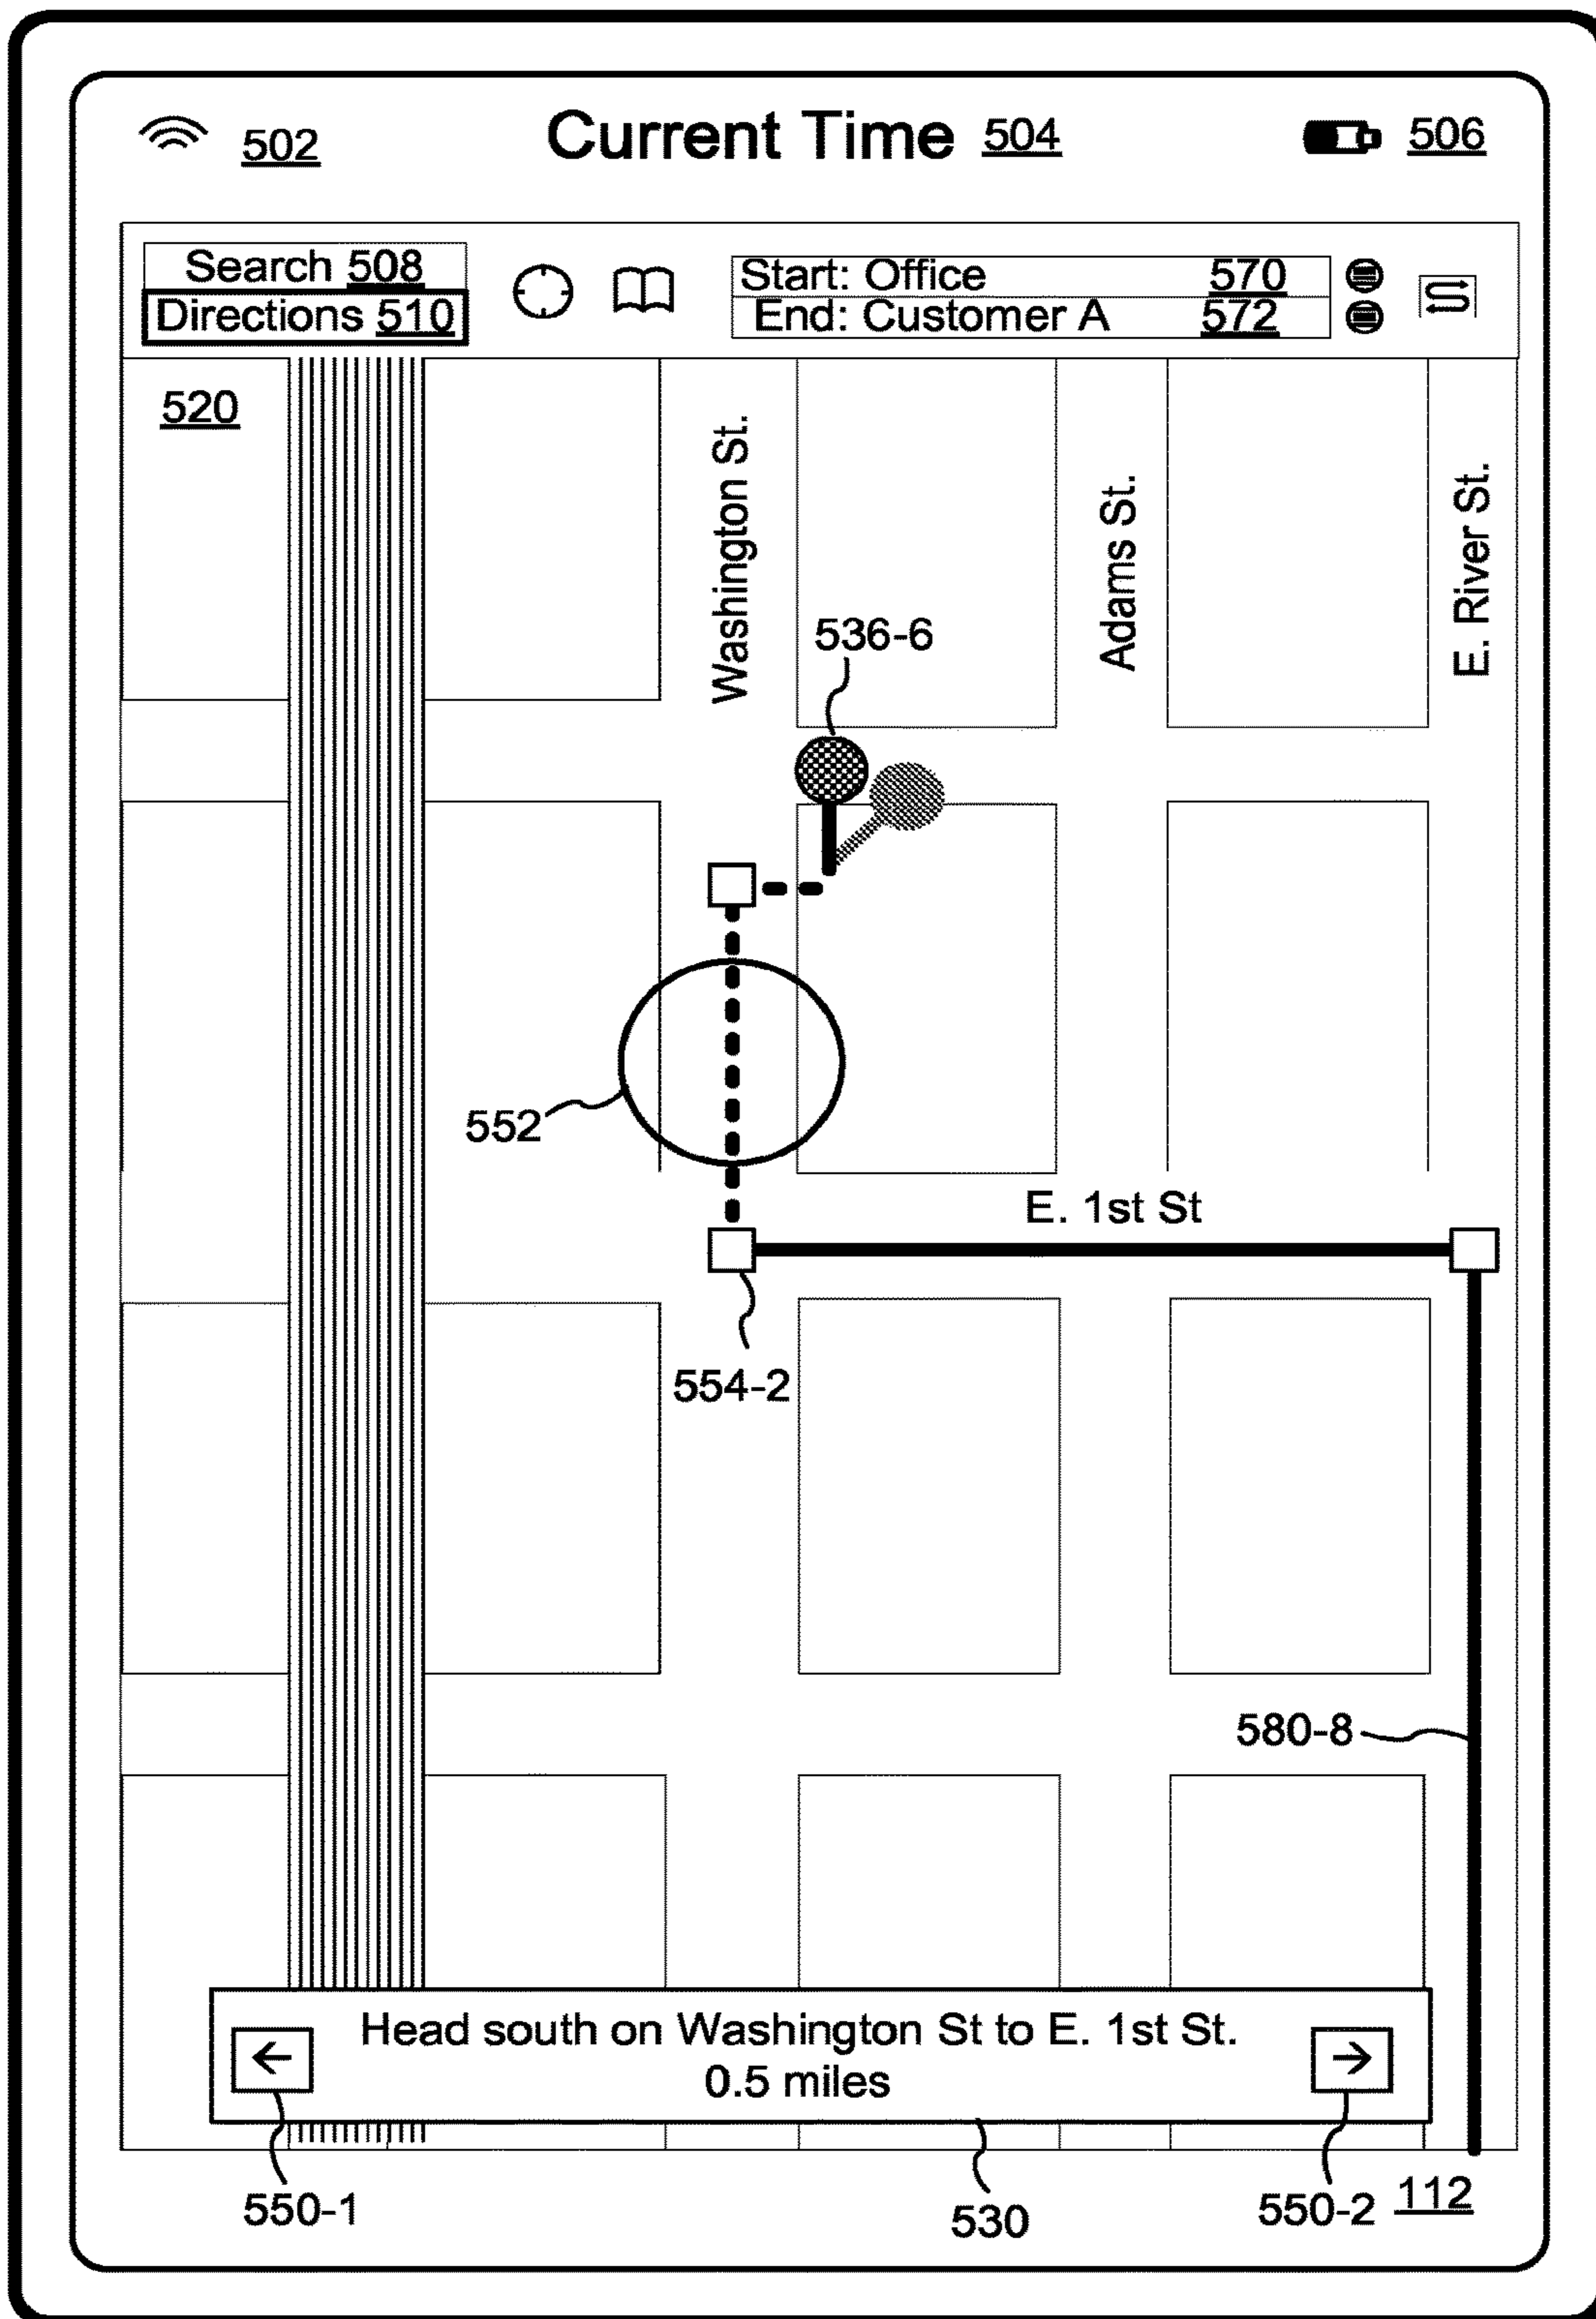 502
Current Time 504
506
Search 508
Directions 510
Start: Office 570
End: Customer A 572
520
Washington St.
Adams St.
E. River St.
536-6
552
E. 1st St
554-2
580-8
Head south on Washington St to E. 1st St.
0.5 miles
550-1
530
550-2
112